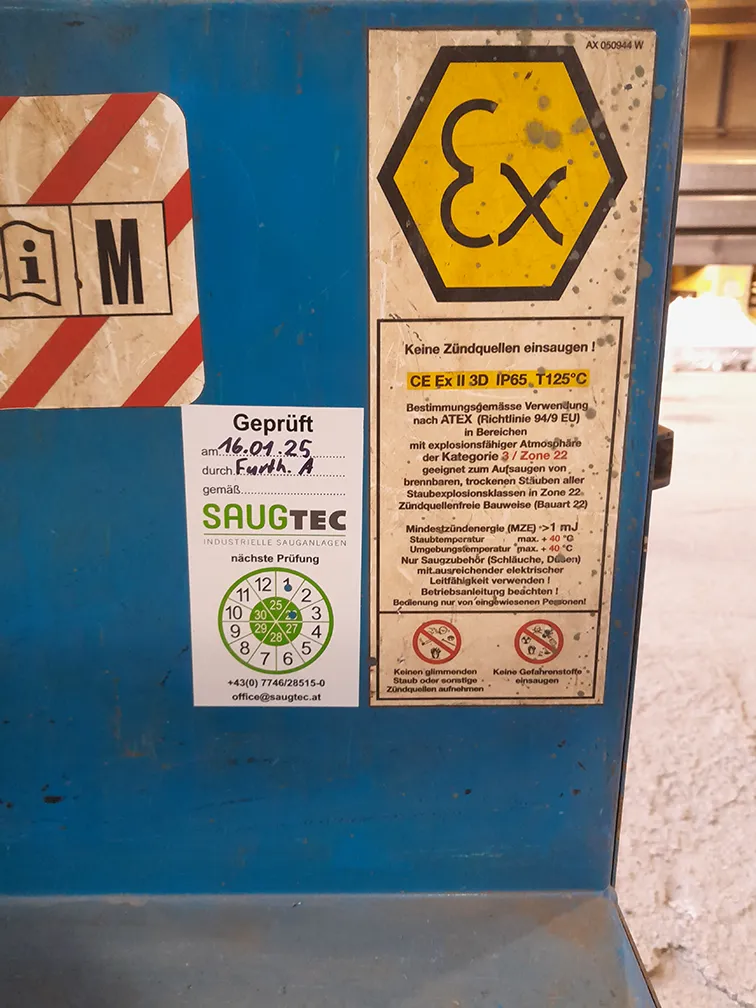 M
Geprüft
am 16.01.25
durch Furth. A
gemäß
SAUGTEC
INDUSTRIELLE SAUGANLAGEN
nächste Prüfung
12 1 2 3 4 5 6 7 8 9 10 11
25 27 28 29 30
+43(0) 7746/28515-0
office@saugtec.at
AX 050944 W
Ex
Keine Zündquellen einsaugen !
CE Ex II 3D IP65 T125°C
Bestimmungsgemässe Verwendung
nach ATEX (Richtlinie 94/9 EU)
in Bereichen
mit explosionsfähiger Atmosphäre
der Kategorie 3 / Zone 22
geeignet zum Aufsaugen von
brennbaren, trockenen Stäuben aller
Staubexplosionsklassen in Zone 22
Zündquellenfreie Bauweise (Bauart 22)
Mindestzündenergie (MZE) >1 mJ
Staubtemperatur max. + 40 °C
Umgebungstemperatur max. + 40 °C
Nur Saugzubehör (Schläuche, Düsen)
mit ausreichender elektrischer
Leitfähigkeit verwenden !
Betriebsanleitung beachten !
Bedienung nur von eingewiesenen Personen!
Keinen glimmenden
Staub oder sonstige
Zündquellen aufnehmen
Keine Gefahrenstoffe
einsaugen